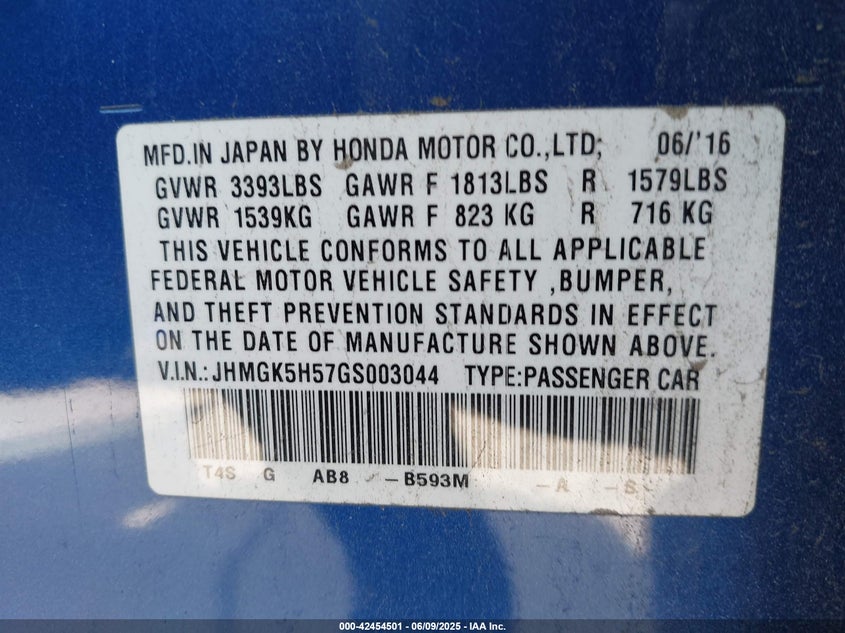 MFD.IN JAPAN BY HONDA MOTOR CO.,LTD; 06/'16
GVWR 3393LBS GAWR F 1813LBS R 1579LBS
GVWR 1539KG GAWR F 823 KG R 716 KG
THIS VEHICLE CONFORMS TO ALL APPLICABLE
FEDERAL MOTOR VEHICLE SAFETY ,BUMPER,
AND THEFT PREVENTION STANDARDS IN EFFECT
ON THE DATE OF MANUFACTURE SHOWN ABOVE.
V.I.N.: JHMGK5H57GS003044 TYPE:PASSENGER CAR
T4S G AB8 -B593M -A -S
000-42454501 - 06/09/2025 - IAA Inc.